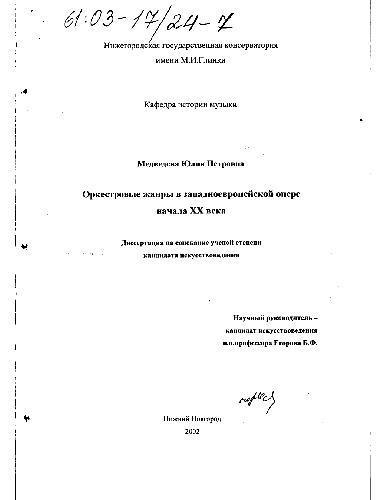 61:03-17/24-7
Нижегородская государственная консерватория
имени М.И.Глинки
Кафедра истории музыки
Медведева Юлия Петровна
Оркестровые жанры в западноевропейской опере
начала XX века
Диссертация на соискание ученой степени
кандидата искусствоведения
Научный руководитель –
кандидат искусствоведения
и.о.профессора Егорова Б.Ф.
Нижний Новгород
2002